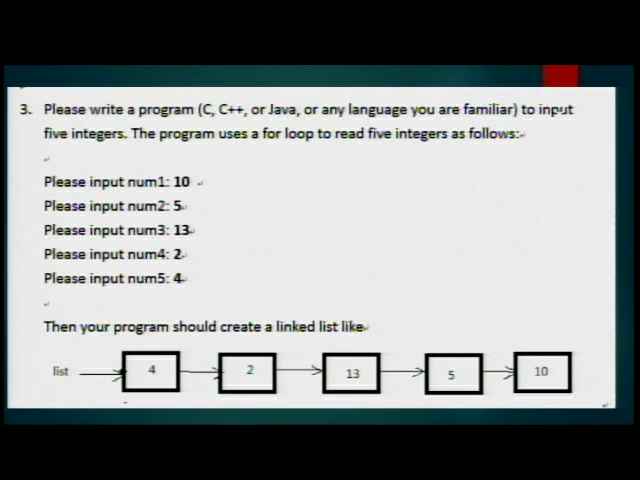 3. Please write a program (C, C++, or Java, or any language you are familiar) to input
five integers. The program uses a for loop to read five integers as follows:
Please input num1: 10
Please input num2: 5
Please input num3: 13
Please input num4: 2
Please input num5: 4
Then your program should create a linked list like
list 4 2 13 5 10